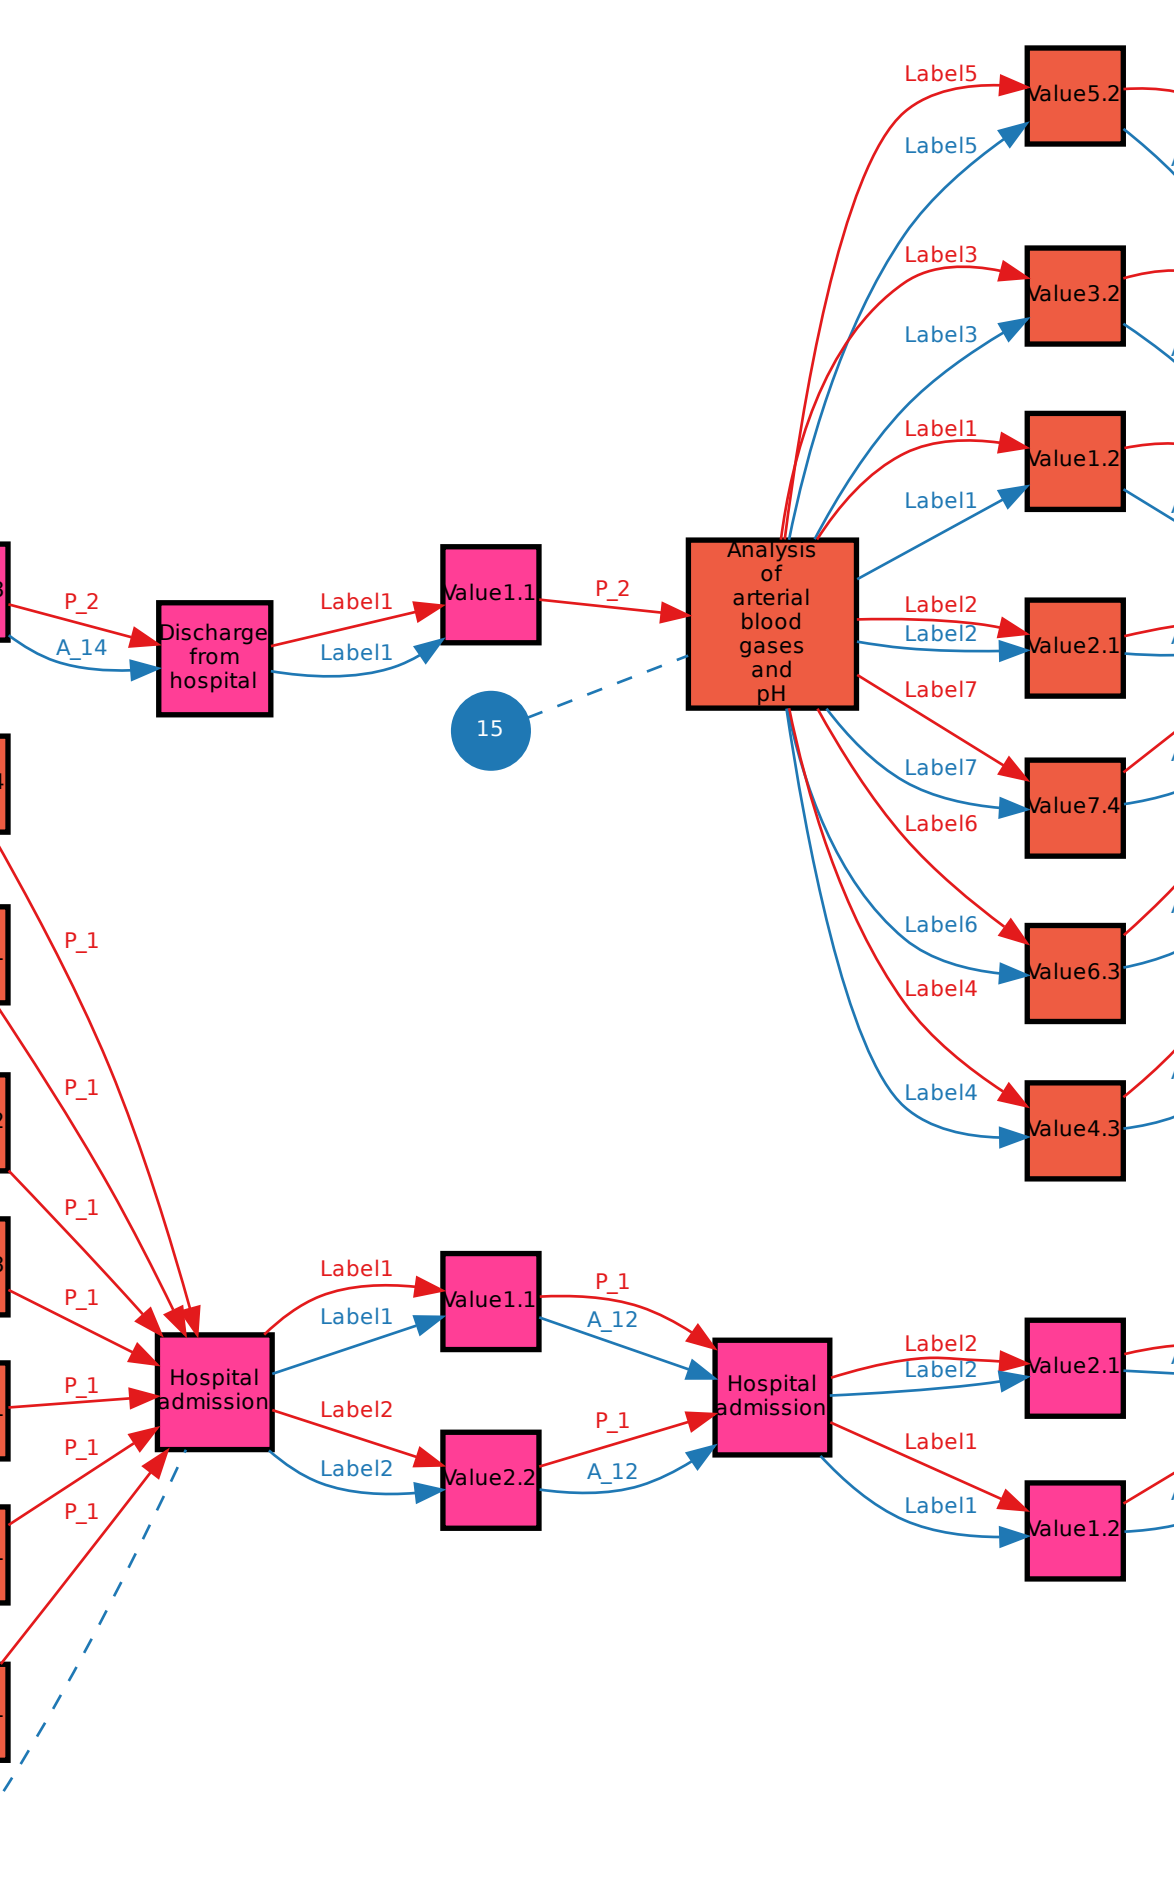 Label5
Value5.2
Label5
Label3
Value3.2
Label3
Label1
Value1.2
Label1
P_2
A_14
Discharge
from
hospital
Label1
Label1
Value1.1
P_2
15
Analysis
of
arterial
blood
gases
and
pH
Label2
Label2
Value2.1
Label7
Label7
Value7.4
Label6
Label6
Value6.3
Label4
Label4
Value4.3
P_1
P_1
P_1
P_1
P_1
P_1
P_1
Hospital
admission
Label1
Label1
Value1.1
Label2
Label2
Value2.2
P_1
A_12
P_1
A_12
Hospital
admission
Label2
Label2
Value2.1
Label1
Label1
Value1.2